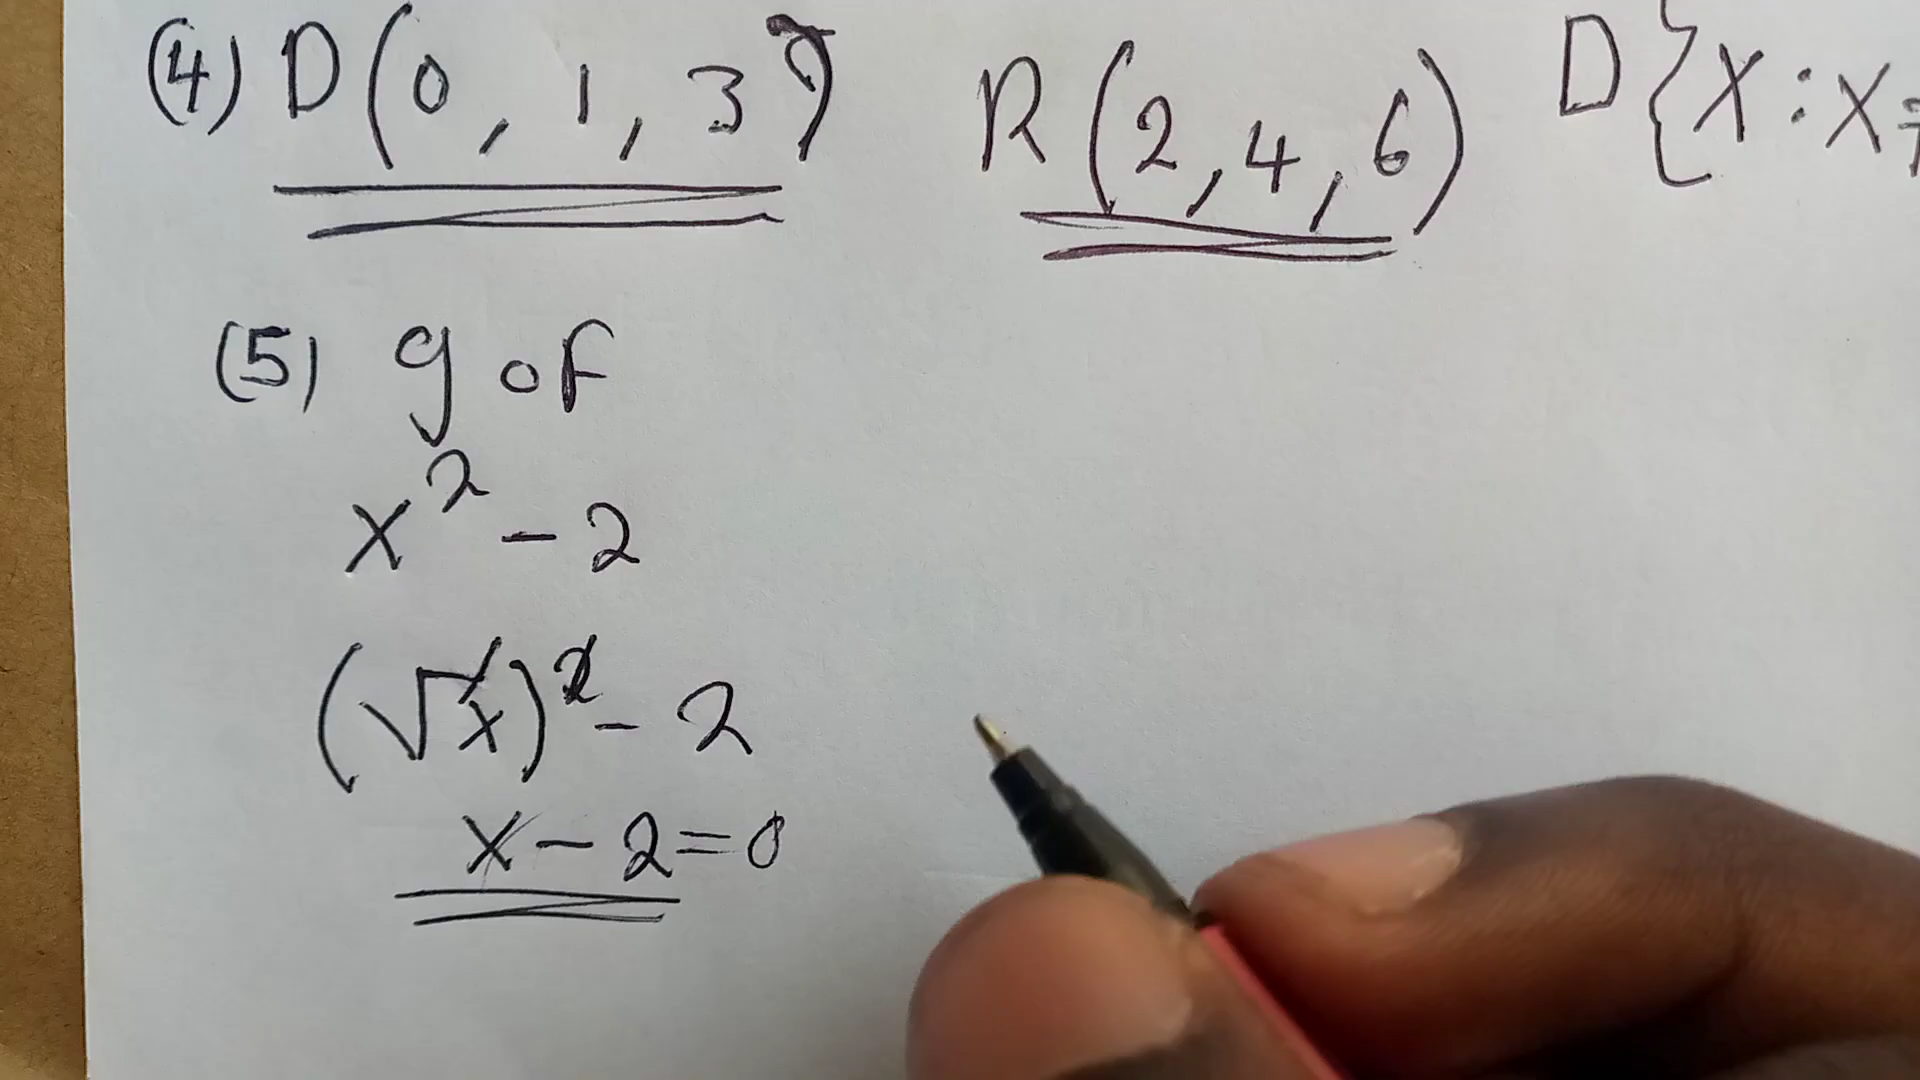 (4) D(0, 1, 3) R(2, 4, 6) D{x : x
(5) g o f
x² - 2
(√x)² - 2
x - 2 = 0